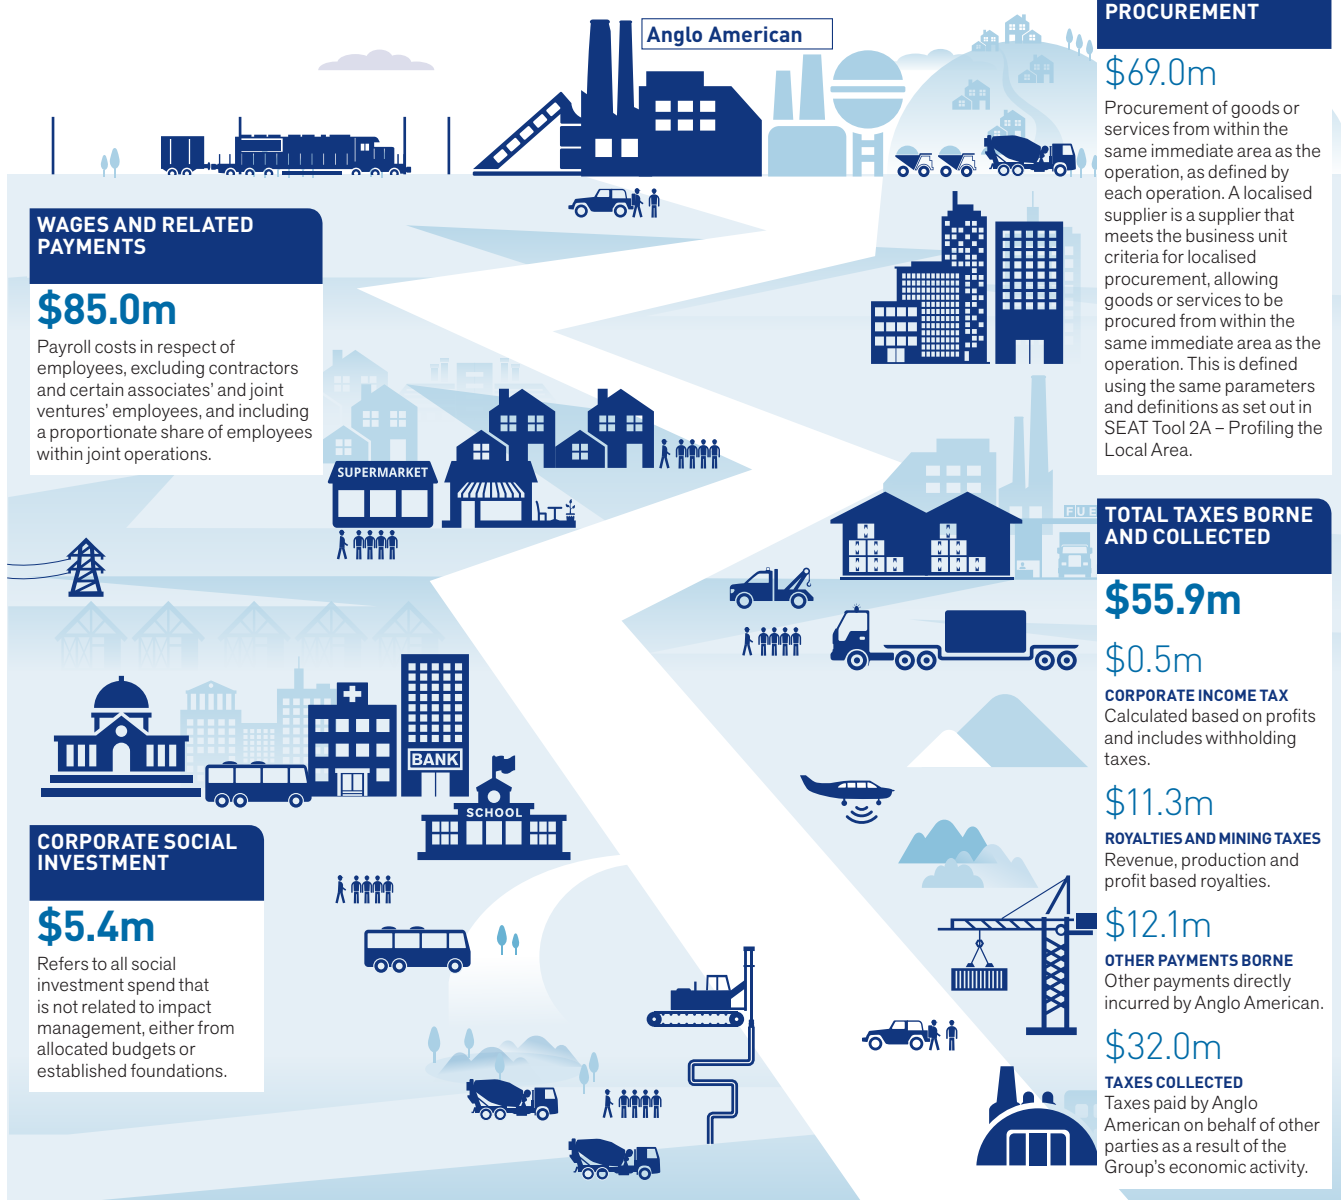 Anglo American
WAGES AND RELATED
PAYMENTS
$85.0m
Payroll costs in respect of
employees, excluding contractors
and certain associates' and joint
ventures' employees, and including
a proportionate share of employees
within joint operations.
SUPERMARKET
BANK
SCHOOL
CORPORATE SOCIAL
INVESTMENT
$5.4m
Refers to all social
investment spend that
is not related to impact
management, either from
allocated budgets or
established foundations.
PROCUREMENT
$69.0m
Procurement of goods or
services from within the
same immediate area as the
operation, as defined by
each operation. A localised
supplier is a supplier that
meets the business unit
criteria for localised
procurement, allowing
goods or services to be
procured from within the
same immediate area as the
operation. This is defined
using the same parameters
and definitions as set out in
SEAT Tool 2A – Profiling the
Local Area.
FUE
TOTAL TAXES BORNE
AND COLLECTED
$55.9m
$0.5m
CORPORATE INCOME TAX
Calculated based on profits
and includes withholding
taxes.
$11.3m
ROYALTIES AND MINING TAXES
Revenue, production and
profit based royalties.
$12.1m
OTHER PAYMENTS BORNE
Other payments directly
incurred by Anglo American.
$32.0m
TAXES COLLECTED
Taxes paid by Anglo
American on behalf of other
parties as a result of the
Group's economic activity.